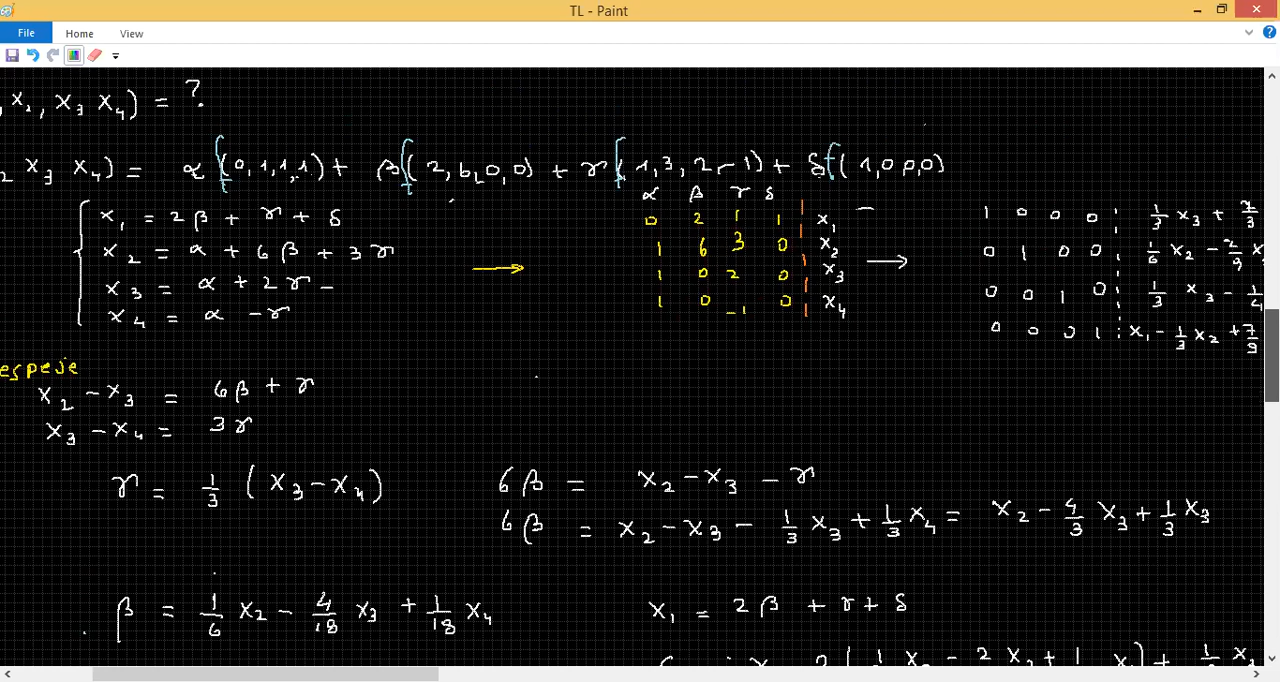 TL - Paint
File Home View
, x₂, x₃ x₄) = ?
₂ x₃ x₄) = α f(0,1,1,1) + β f(2,6,0,0) + γ f(1,3,2,-1) + δ f(1,0,0,0)
x₁ = 2β + γ + δ
x₂ = α + 6β + 3γ
x₃ = α + 2γ -
x₄ = α - γ
→
α β γ δ
0 2 1 1 | x₁
1 6 3 0 | x₂
1 0 2 0 | x₃
1 0 -1 0 | x₄
→
1 0 0 0 ⋮ 1/3 x₃ + 2/3
0 1 0 0 ⋮ 1/6 x₂ - 2/9 x
0 0 1 0 ⋮ 1/3 x₃ -
0 0 0 1 ⋮ x₁ - 1/3 x₂ + 7/9
espeje
x₂ - x₃ = 6β + γ
x₃ - x₄ = 3γ
γ = 1/3 (x₃ - x₄)
6β = x₂ - x₃ - γ
6β = x₂ - x₃ - 1/3 x₃ + 1/3 x₄ = x₂ - 4/3 x₃ + 1/3 x₃
β = 1/6 x₂ - 4/18 x₃ + 1/18 x₄
x₁ = 2β + γ + δ